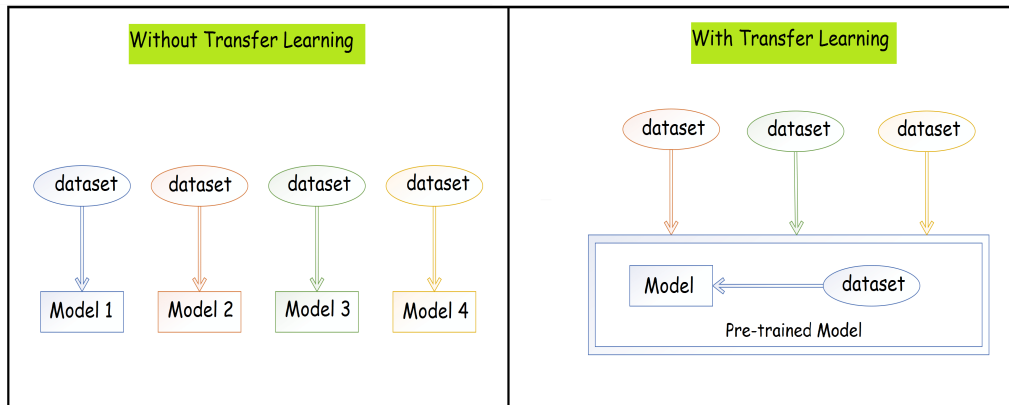 Without Transfer Learning
dataset
dataset
dataset
dataset
Model 1
Model 2
Model 3
Model 4
With Transfer Learning
dataset
dataset
dataset
Model
dataset
Pre-trained Model